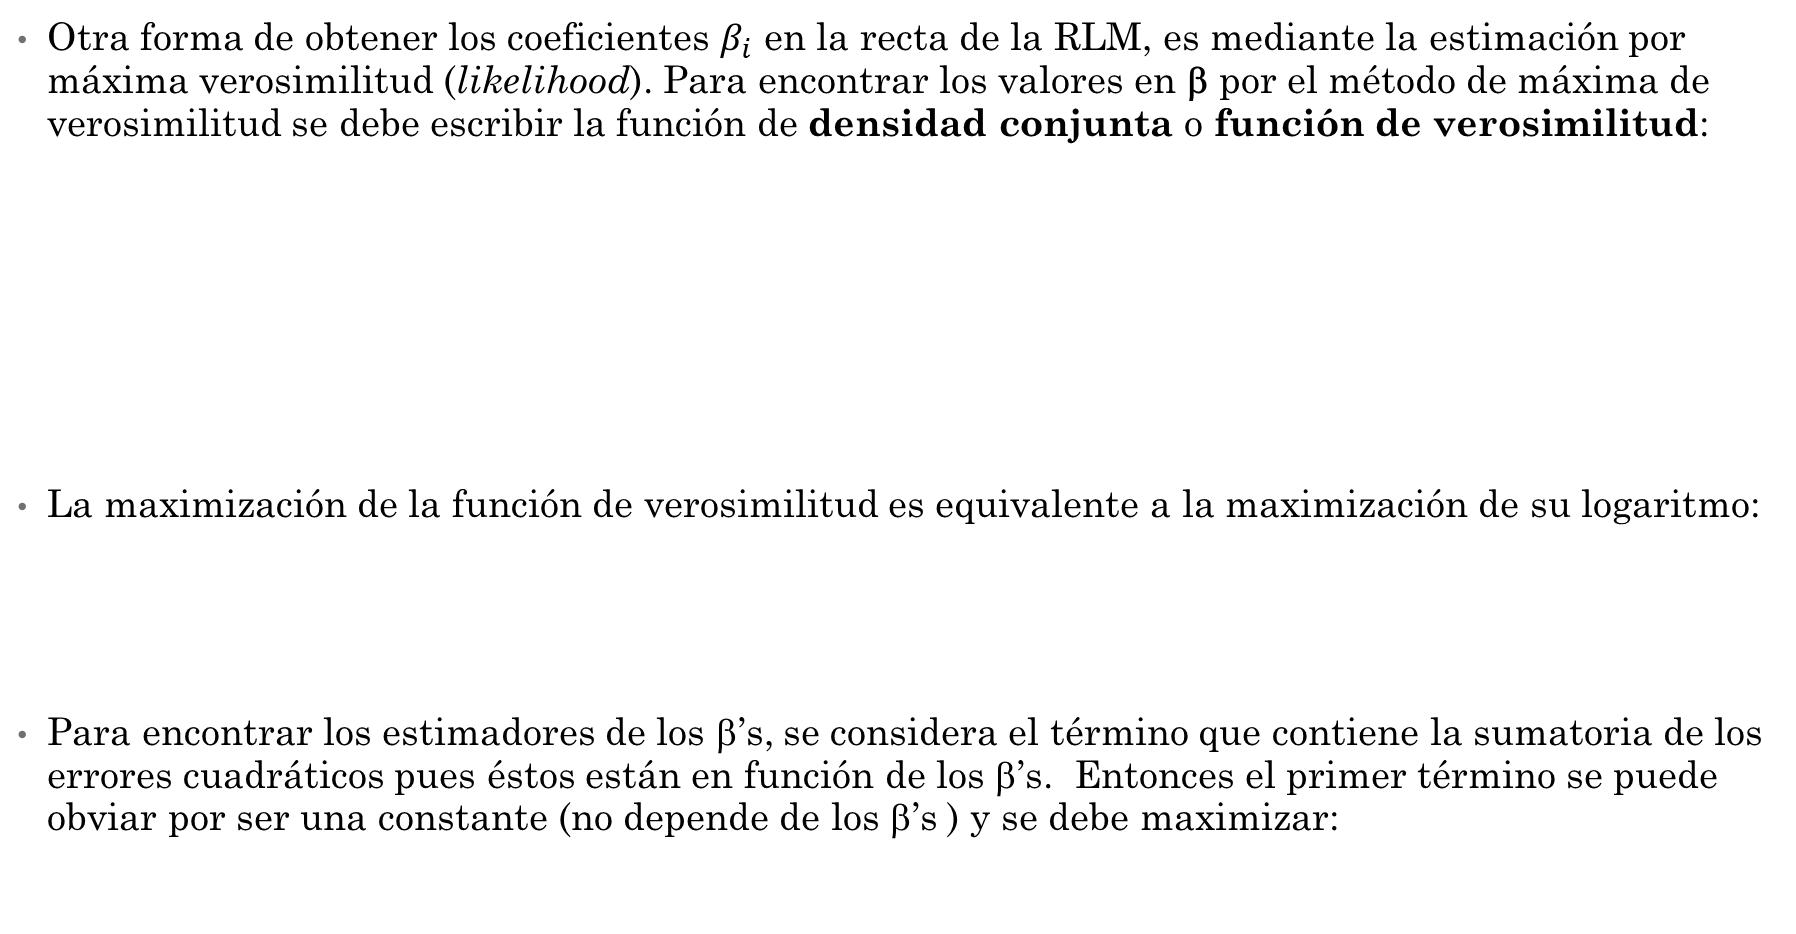 • Otra forma de obtener los coeficientes βᵢ en la recta de la RLM, es mediante la estimación por
máxima verosimilitud (likelihood). Para encontrar los valores en β por el método de máxima de
verosimilitud se debe escribir la función de densidad conjunta o función de verosimilitud:
• La maximización de la función de verosimilitud es equivalente a la maximización de su logaritmo:
• Para encontrar los estimadores de los β’s, se considera el término que contiene la sumatoria de los
errores cuadráticos pues éstos están en función de los β’s. Entonces el primer término se puede
obviar por ser una constante (no depende de los β’s ) y se debe maximizar: